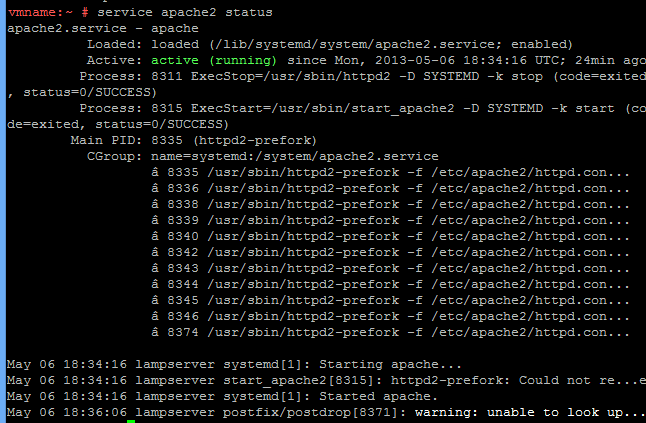 vmname:~ # service apache2 status
apache2.service - apache
          Loaded: loaded (/lib/systemd/system/apache2.service; enabled)
          Active: active (running) since Mon, 2013-05-06 18:34:16 UTC; 24min ago
         Process: 8311 ExecStop=/usr/sbin/httpd2 -D SYSTEMD -k stop (code=exited
, status=0/SUCCESS)
         Process: 8315 ExecStart=/usr/sbin/start_apache2 -D SYSTEMD -k start (co
de=exited, status=0/SUCCESS)
        Main PID: 8335 (httpd2-prefork)
          CGroup: name=systemd:/system/apache2.service
                  â 8335 /usr/sbin/httpd2-prefork -f /etc/apache2/httpd.con...
                  â 8336 /usr/sbin/httpd2-prefork -f /etc/apache2/httpd.con...
                  â 8338 /usr/sbin/httpd2-prefork -f /etc/apache2/httpd.con...
                  â 8339 /usr/sbin/httpd2-prefork -f /etc/apache2/httpd.con...
                  â 8340 /usr/sbin/httpd2-prefork -f /etc/apache2/httpd.con...
                  â 8342 /usr/sbin/httpd2-prefork -f /etc/apache2/httpd.con...
                  â 8343 /usr/sbin/httpd2-prefork -f /etc/apache2/httpd.con...
                  â 8344 /usr/sbin/httpd2-prefork -f /etc/apache2/httpd.con...
                  â 8345 /usr/sbin/httpd2-prefork -f /etc/apache2/httpd.con...
                  â 8346 /usr/sbin/httpd2-prefork -f /etc/apache2/httpd.con...
                  â 8374 /usr/sbin/httpd2-prefork -f /etc/apache2/httpd.con...
May 06 18:34:16 lampserver systemd[1]: Starting apache...
May 06 18:34:16 lampserver start_apache2[8315]: httpd2-prefork: Could not re...e
May 06 18:34:16 lampserver systemd[1]: Started apache.
May 06 18:36:06 lampserver postfix/postdrop[8371]: warning: unable to look up...